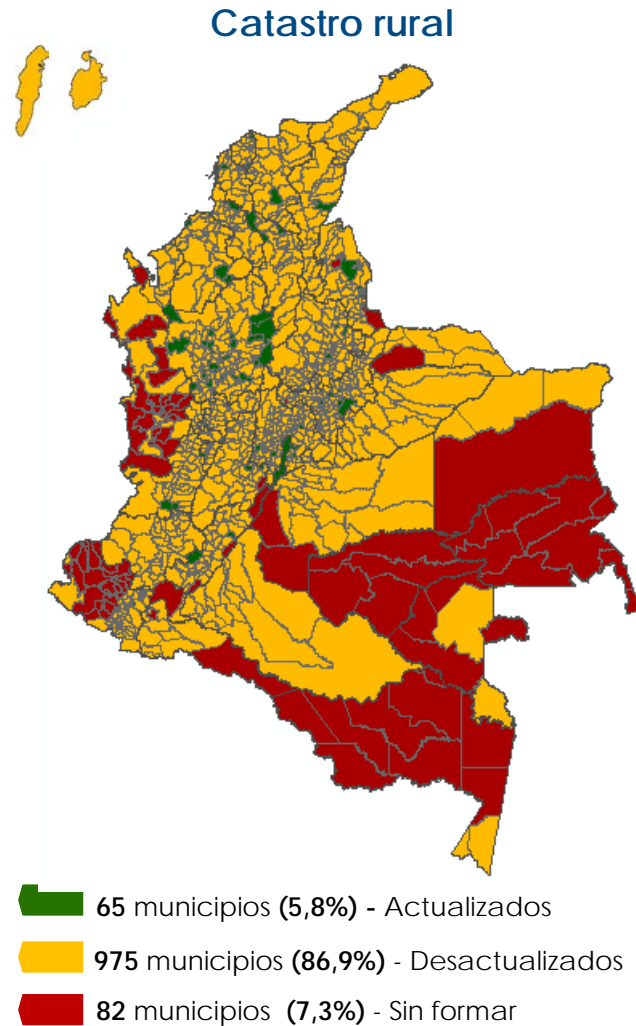 Catastro rural
65 municipios (5,8%) - Actualizados
975 municipios (86,9%) - Desactualizados
82 municipios (7,3%) - Sin formar